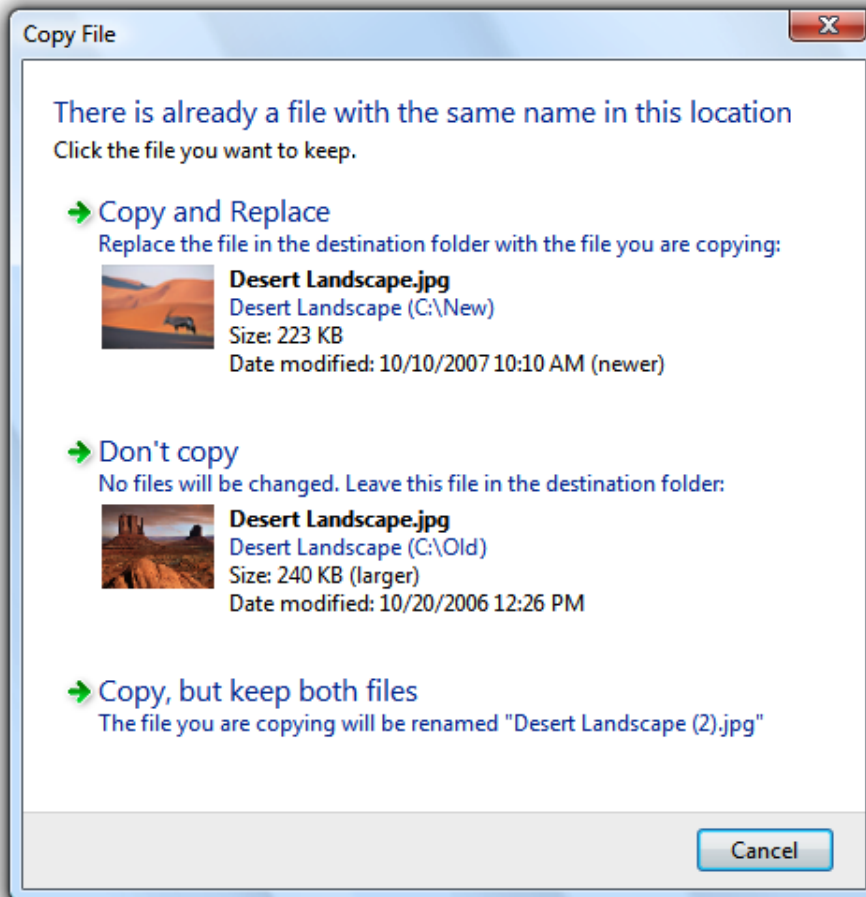 Copy File
There is already a file with the same name in this location
Click the file you want to keep.
Copy and Replace
Replace the file in the destination folder with the file you are copying:
Desert Landscape.jpg
Desert Landscape (C:\New)
Size: 223 KB
Date modified: 10/10/2007 10:10 AM (newer)
Don't copy
No files will be changed. Leave this file in the destination folder:
Desert Landscape.jpg
Desert Landscape (C:\Old)
Size: 240 KB (larger)
Date modified: 10/20/2006 12:26 PM
Copy, but keep both files
The file you are copying will be renamed "Desert Landscape (2).jpg"
Cancel